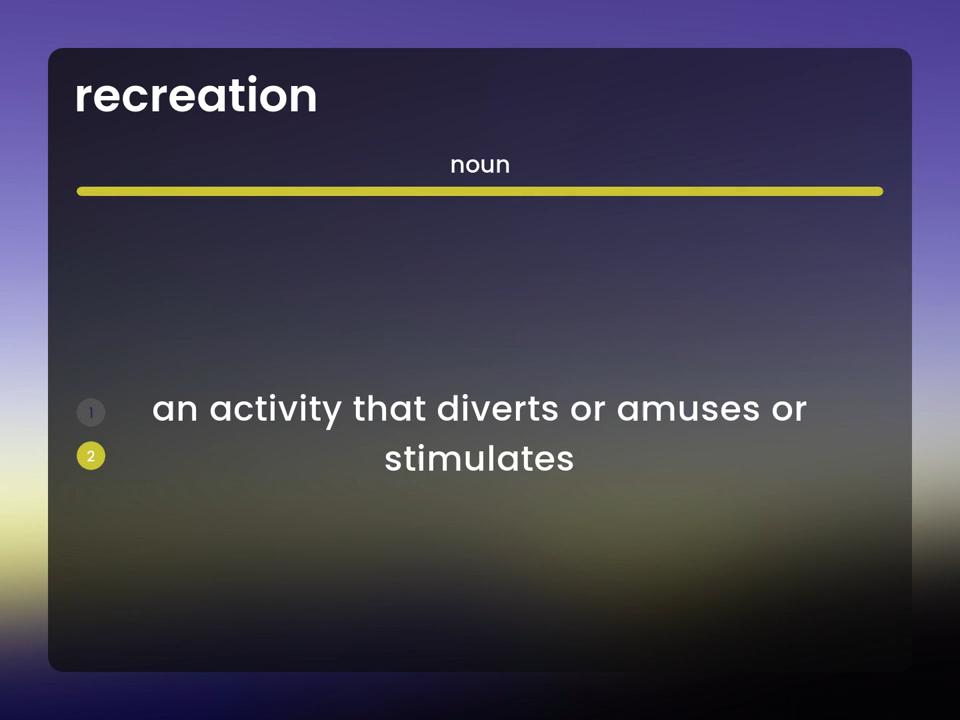 recreation
noun
1
an activity that diverts or amuses or
2
stimulates